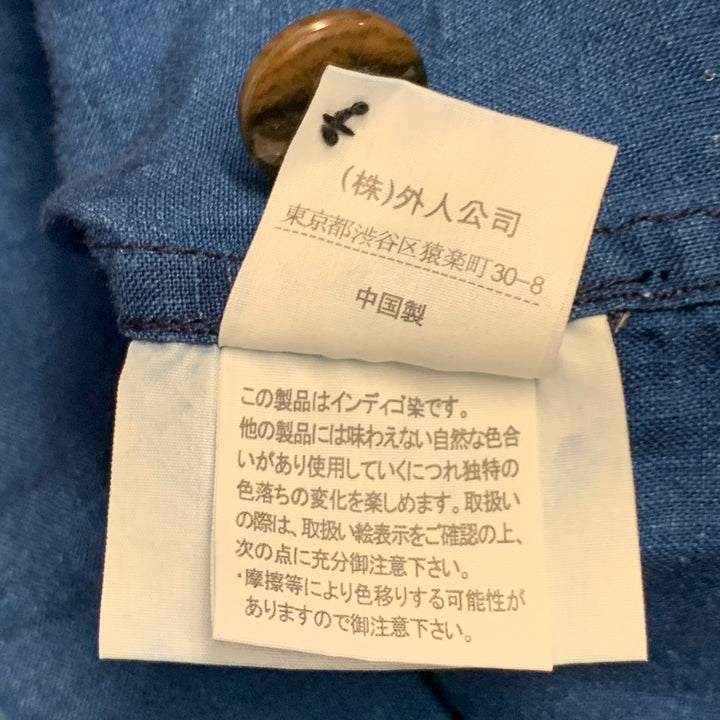 (株)外人公司
東京都渋谷区猿楽町30-8
中国製
この製品はインディゴ染です。
他の製品には味わえない自然な色合
いがあり使用していくにつれ独特の
色落ちの変化を楽しめます。取扱い
の際は、取扱い絵表示をご確認の上、
次の点に充分御注意下さい。
・摩擦等により色移りする可能性が
ありますので御注意下さい。